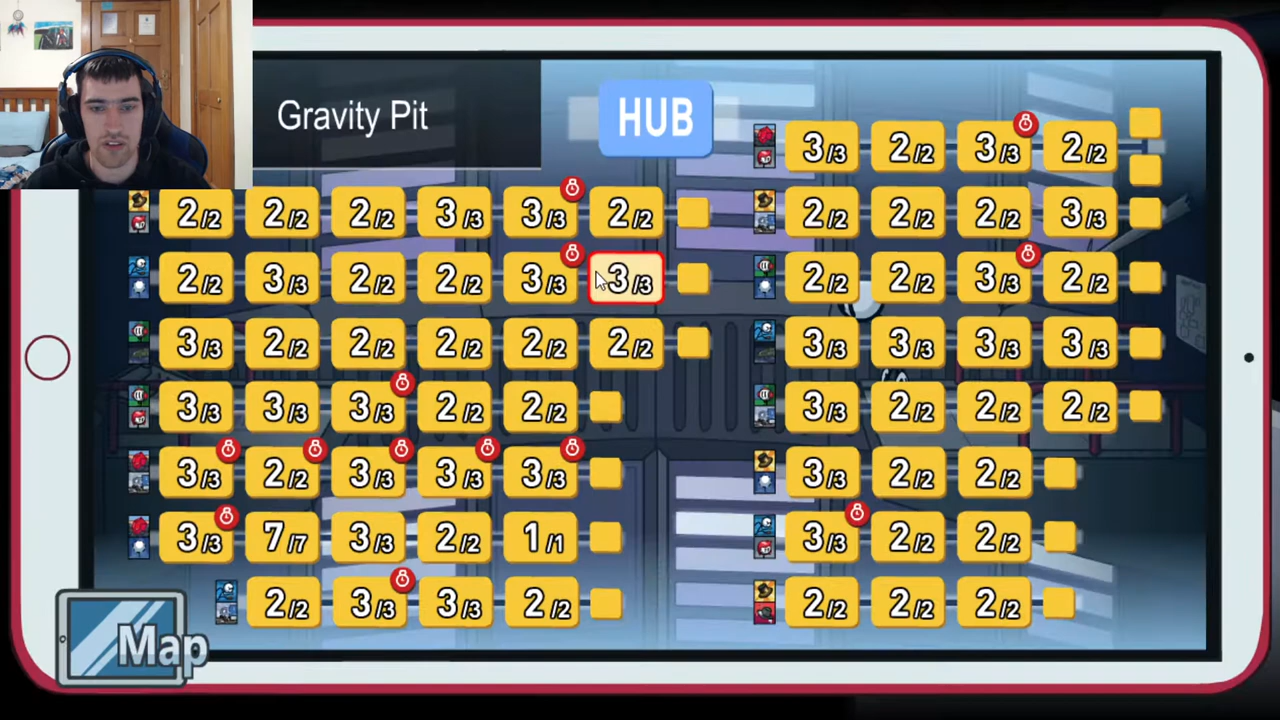 Gravity Pit
HUB
3/3 2/2 3/3 2/2
2/2 2/2 2/2 3/3 3/3 2/2
2/2 2/2 2/2 3/3
2/2 3/3 2/2 2/2 3/3 3/3
2/2 2/2 3/3 2/2
3/3 2/2 2/2 2/2 2/2 2/2
3/3 3/3 3/3 3/3
3/3 3/3 3/3 2/2 2/2
3/3 2/2 2/2 2/2
3/3 2/2 3/3 3/3 3/3
3/3 2/2 2/2
3/3 7/7 3/3 2/2 1/1
3/3 2/2 2/2
2/2 3/3 3/3 2/2
2/2 2/2 2/2
Map